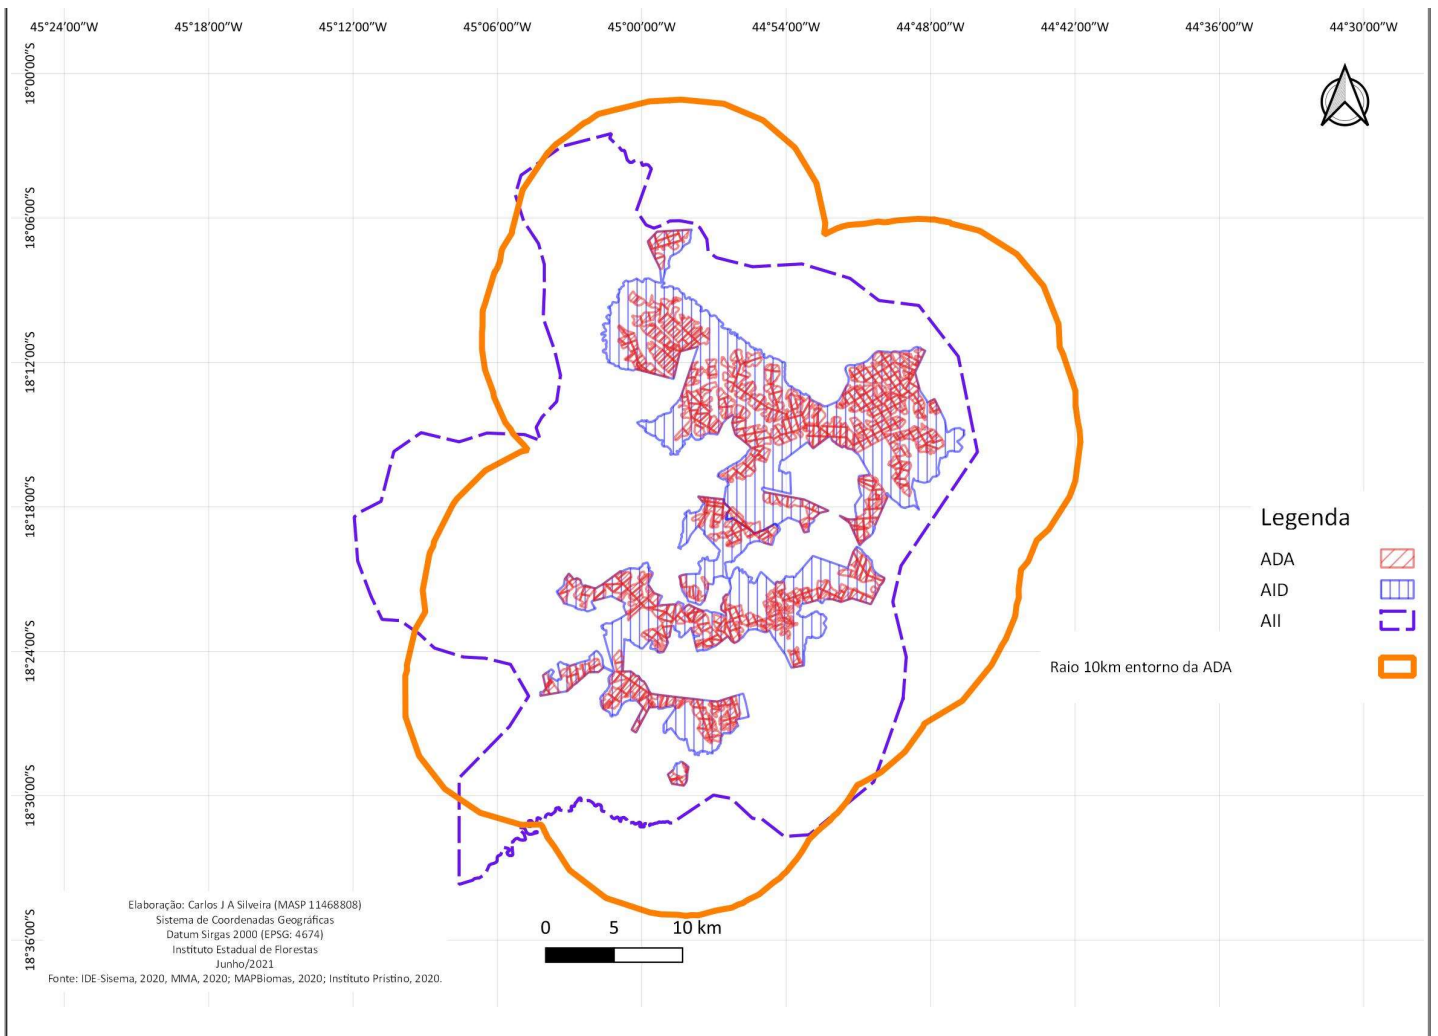 45°24'00"W 45°18'00"W 45°12'00"W 45°06'00"W 45°00'00"W 44°54'00"W 44°48'00"W 44°42'00"W 44°36'00"W 44°30'00"W
18°00'00"S
18°06'00"S
18°12'00"S
18°18'00"S
18°24'00"S
18°30'00"S
18°36'00"S
Legenda
ADA
AID
AII
Raio 10km entorno da ADA
0 5 10 km
Elaboração: Carlos J A Silveira (MASP 11468808)
Sistema de Coordenadas Geográficas
Datum Sirgas 2000 (EPSG: 4674)
Instituto Estadual de Florestas
Junho/2021
Fonte: IDE-Sisema, 2020, MMA, 2020; MAPBiomas, 2020; Instituto Prístino, 2020.